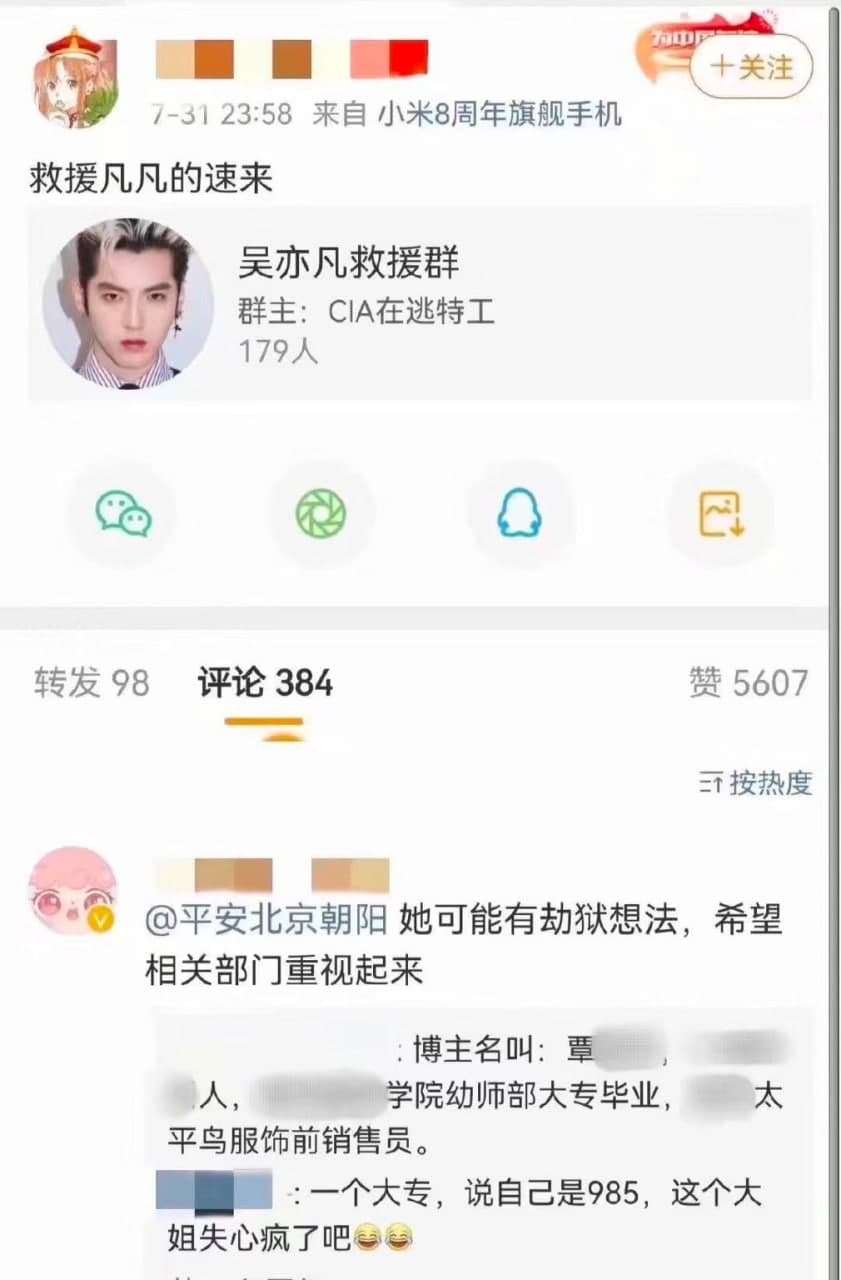 为中国
+关注
7-31 23:58 来自 小米8周年旗舰手机
救援凡凡的速来
吴亦凡救援群
群主：CIA在逃特工
179人
转发 98 评论 384 赞 5607
按热度
@平安北京朝阳 她可能有劫狱想法，希望
相关部门重视起来
：博主名叫：覃
人， 学院幼师部大专毕业， 太
平鸟服饰前销售员。
：一个大专，说自己是985，这个大
姐失心疯了吧😂😂